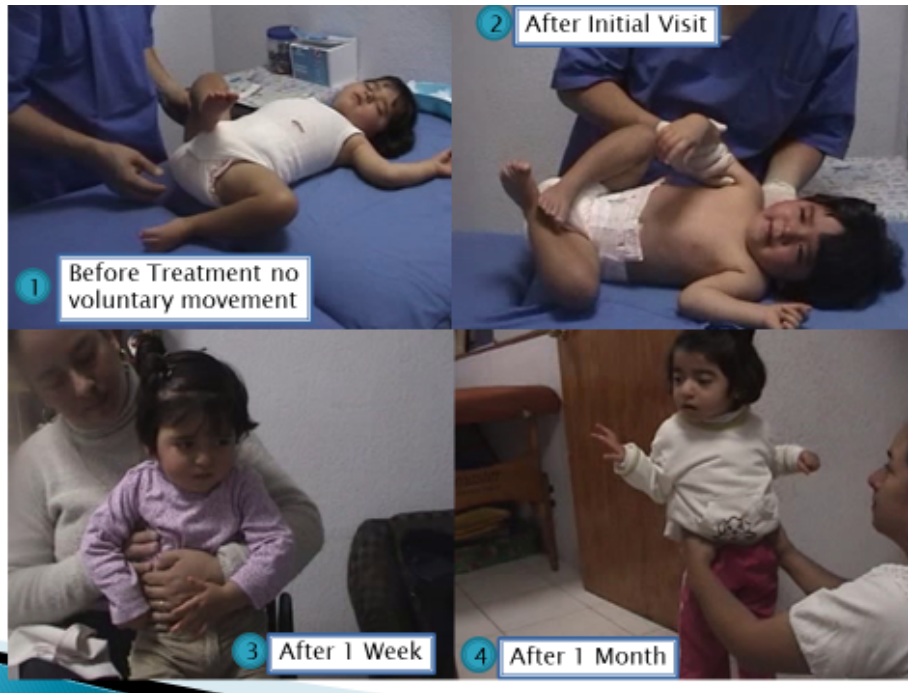 1
Before Treatment no
voluntary movement
2
After Initial Visit
3
After 1 Week
4
After 1 Month